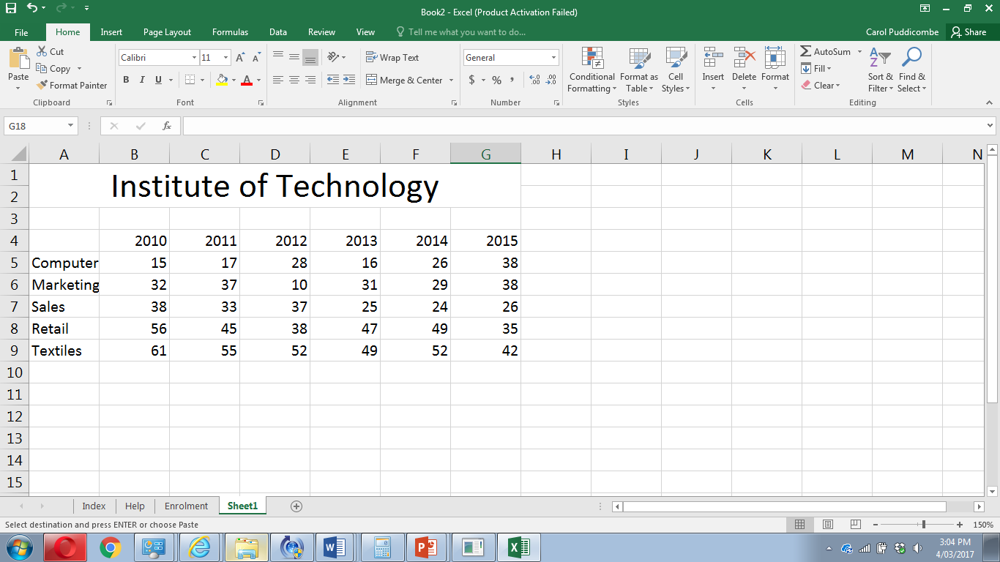 Book2 - Excel (Product Activation Failed)
File Home Insert Page Layout Formulas Data Review View Tell me what you want to do... Carol Puddicombe Share
Paste Cut Copy Format Painter Clipboard
Calibri 11 B I U A Font
Wrap Text Merge & Center Alignment
General $ % , Number
Conditional Formatting Format as Table Cell Styles Styles
Insert Delete Format Cells
AutoSum Fill Clear Sort & Filter Find & Select Editing
G18 fx
A B C D E F G H I J K L M N
1 Institute of Technology
2
3
4 2010 2011 2012 2013 2014 2015
5 Computer 15 17 28 16 26 38
6 Marketing 32 37 10 31 29 38
7 Sales 38 33 37 25 24 26
8 Retail 56 45 38 47 49 35
9 Textiles 61 55 52 49 52 42
10
11
12
13
14
15
Index Help Enrolment Sheet1
Select destination and press ENTER or choose Paste 150%
3:04 PM
4/03/2017